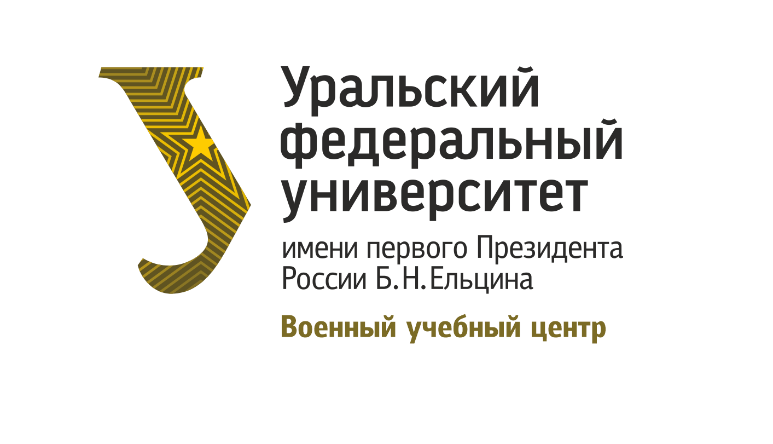 Уральский
федеральный
университет
имени первого Президента
России Б.Н.Ельцина
Военный учебный центр